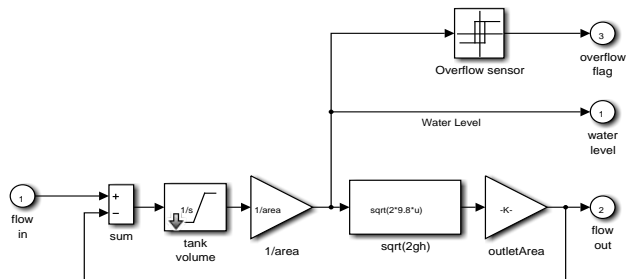 3
Overflow sensor
overflow
flag
Water Level
1
water
level
1
flow
in
+
−
sum
1/s
tank
volume
1/area
1/area
sqrt(2*9.8*u)
sqrt(2gh)
-K-
outletArea
2
flow
out